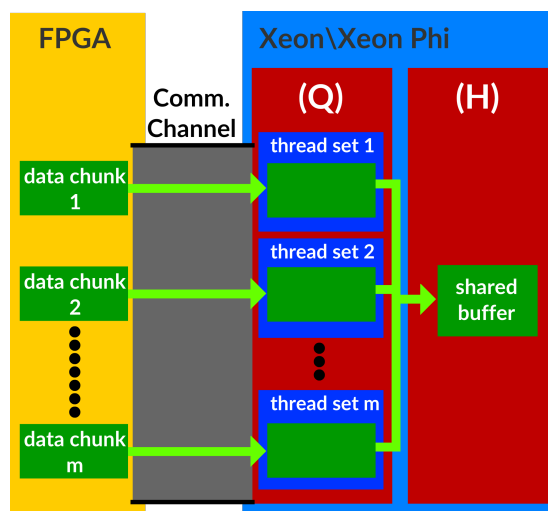 FPGA
Xeon\Xeon Phi
Comm.
Channel
(Q)
(H)
thread set 1
data chunk
1
thread set 2
data chunk
2
shared
buffer
thread set m
data chunk
m